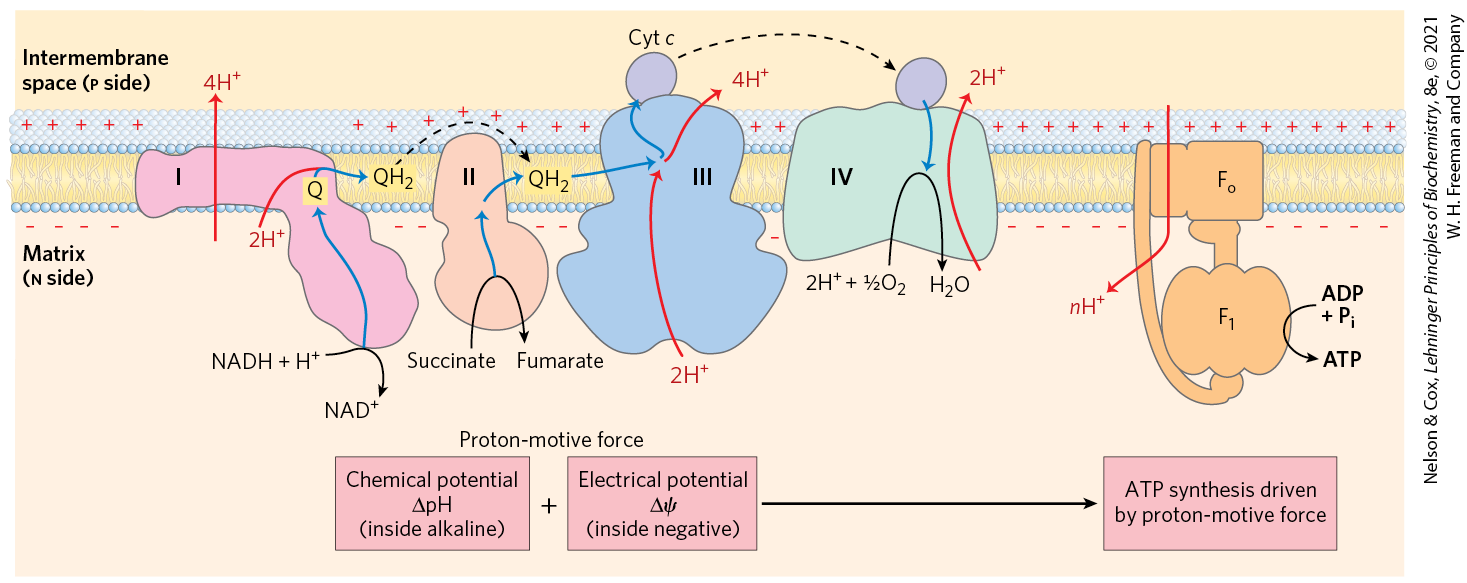 Intermembrane
space (P side)
4H⁺
Cyt c
4H⁺
2H⁺
+ + + + +
+ + + + + + + +
+ +
+ + + + + + + + + + + + + + + +
I
Q
QH₂
II
QH₂
III
IV
Fₒ
2H⁺
Matrix
(N side)
2H⁺ + ½O₂
H₂O
nH⁺
F₁
ADP
+ Pᵢ
ATP
NADH + H⁺
NAD⁺
Succinate
Fumarate
2H⁺
Proton-motive force
Chemical potential
ΔpH
(inside alkaline)
+
Electrical potential
Δψ
(inside negative)
ATP synthesis driven
by proton-motive force
Nelson & Cox, Lehninger Principles of Biochemistry, 8e, © 2021
W. H. Freeman and Company